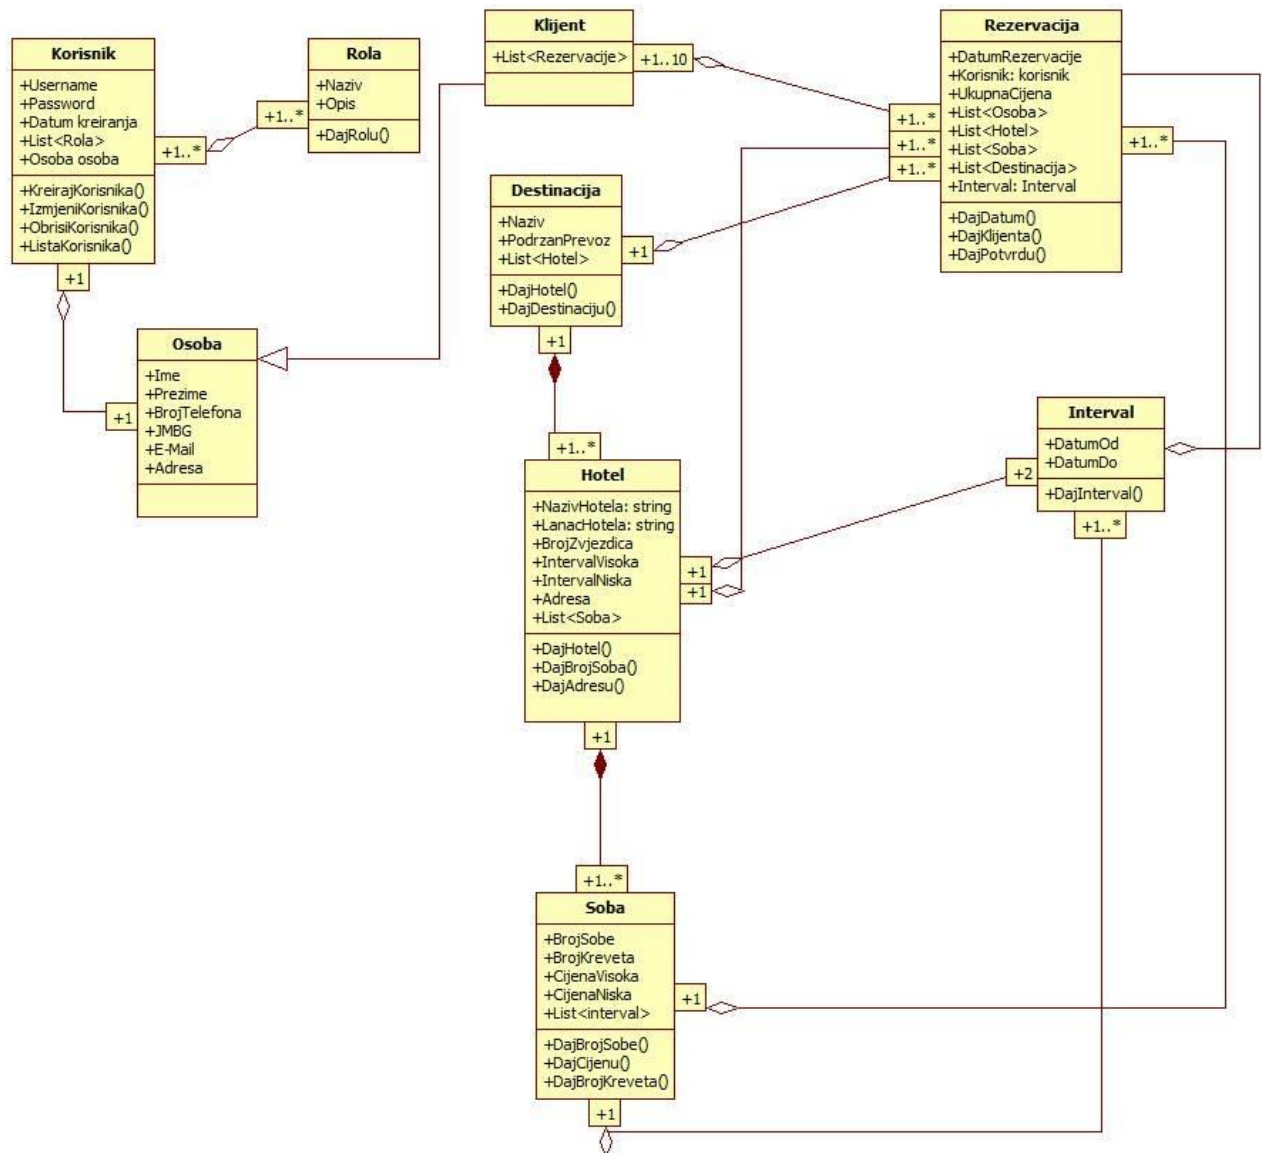 Korisnik
+Username
+Password
+Datum kreiranja
+List<Rola>
+Osoba osoba
+KreirajKorisnika()
+IzmjeniKorisnika()
+ObrisiKorisnika()
+ListaKorisnika()
+1..*
+1
Rola
+Naziv
+Opis
+DajRolu()
+1..*
Klijent
+List<Rezervacije>
+1..10
Rezervacija
+DatumRezervacije
+Korisnik: korisnik
+UkupnaCijena
+List<Osoba>
+List<Hotel>
+List<Soba>
+List<Destinacija>
+Interval: Interval
+DajDatum()
+DajKlijenta()
+DajPotvrdu()
+1..*
+1..*
+1..*
+1..*
Destinacija
+Naziv
+PodrzanPrevoz
+List<Hotel>
+DajHotel()
+DajDestinaciju()
+1
+1
Osoba
+Ime
+Prezime
+BrojTelefona
+JMBG
+E-Mail
+Adresa
+1
Interval
+DatumOd
+DatumDo
+DajInterval()
+2
+1..*
+1..*
Hotel
+NazivHotela: string
+LanacHotela: string
+BrojZvjezdica
+IntervalVisoka
+IntervalNiska
+Adresa
+List<Soba>
+DajHotel()
+DajBrojSoba()
+DajAdresu()
+1
+1
+1
+1..*
Soba
+BrojSobe
+BrojKreveta
+CijenaVisoka
+CijenaNiska
+List<interval>
+DajBrojSobe()
+DajCijenu()
+DajBrojKreveta()
+1
+1